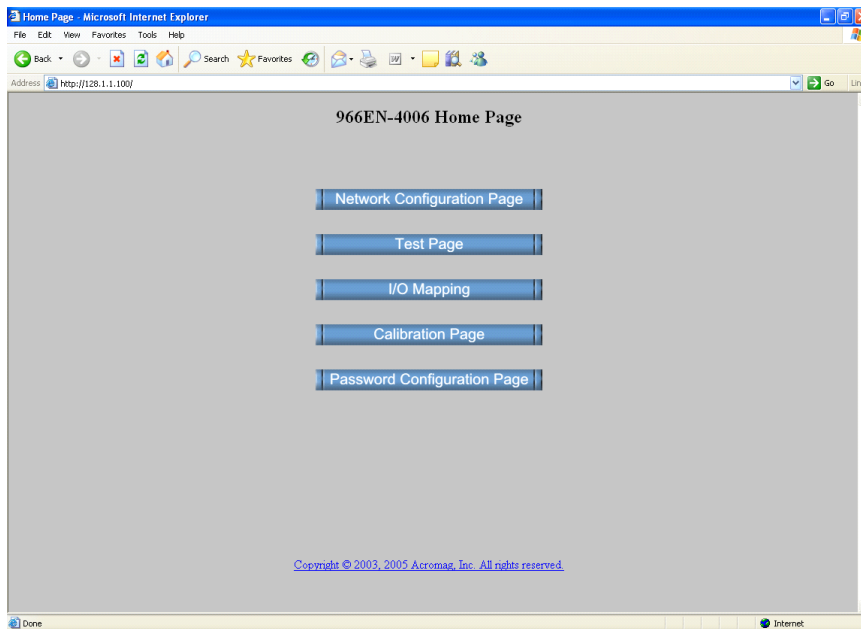 Home Page - Microsoft Internet Explorer
File Edit View Favorites Tools Help
Back Search Favorites
Address http://128.1.1.100/ Go Lin
966EN-4006 Home Page
Network Configuration Page
Test Page
I/O Mapping
Calibration Page
Password Configuration Page
Copyright © 2003, 2005 Acromag, Inc. All rights reserved.
Done Internet